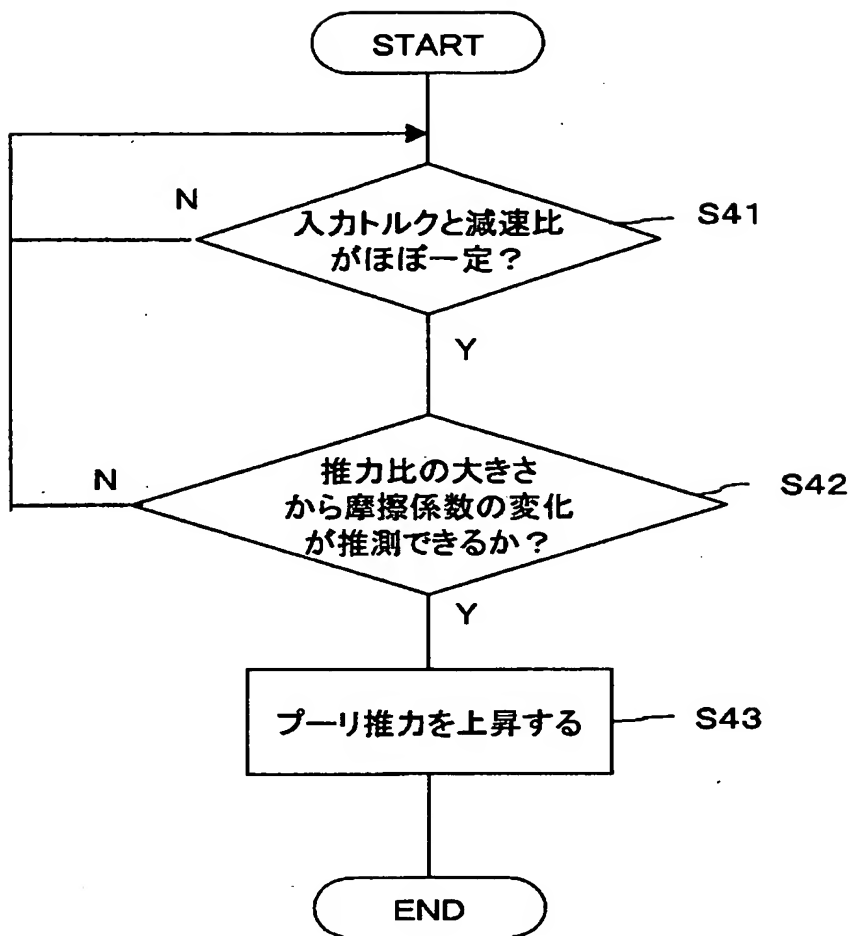 START
N
入力トルクと減速比
がほぼ一定？
S41
Y
N
推力比の大きさ
から摩擦係数の変化
が推測できるか？
S42
Y
プーリ推力を上昇する
S43
END